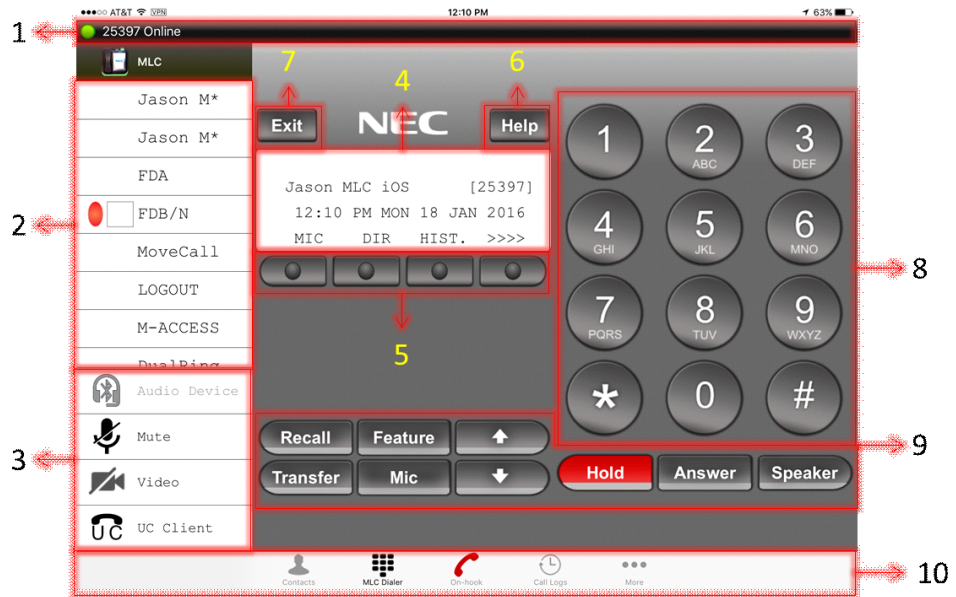 AT&T VPN 12:10 PM 63%
1 25397 Online
MLC
7 4 6
Exit NEC Help
Jason M*
Jason M*
FDA
2 FDB/N
MoveCall
LOGOUT
M-ACCESS
DualRing
Jason MLC iOS [25397]
12:10 PM MON 18 JAN 2016
MIC DIR HIST. >>>>
5
1 2 ABC 3 DEF
4 GHI 5 JKL 6 MNO
7 PQRS 8 TUV 9 WXYZ
* 0 #
8
3
Audio Device
Mute
Video
UC UC Client
Recall Feature
Transfer Mic
Hold Answer Speaker
9
Contacts MLC Dialer On-hook Call Logs More
10